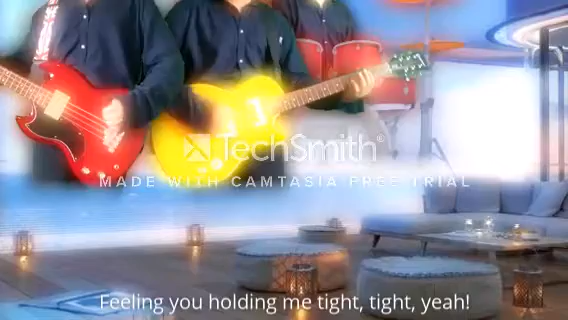 TechSmith®
MADE WITH CAMTASIA FREE TRIAL
Feeling you holding me tight, tight, yeah!